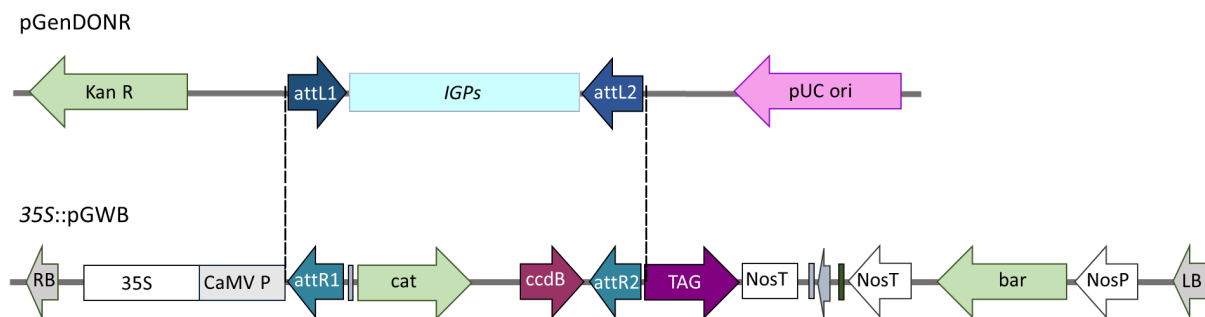 pGenDONR
Kan R attL1 IGPs attL2 pUC ori
35S::pGWB
RB 35S CaMV P attR1 cat ccdB attR2 TAG NosT NosT bar NosP LB